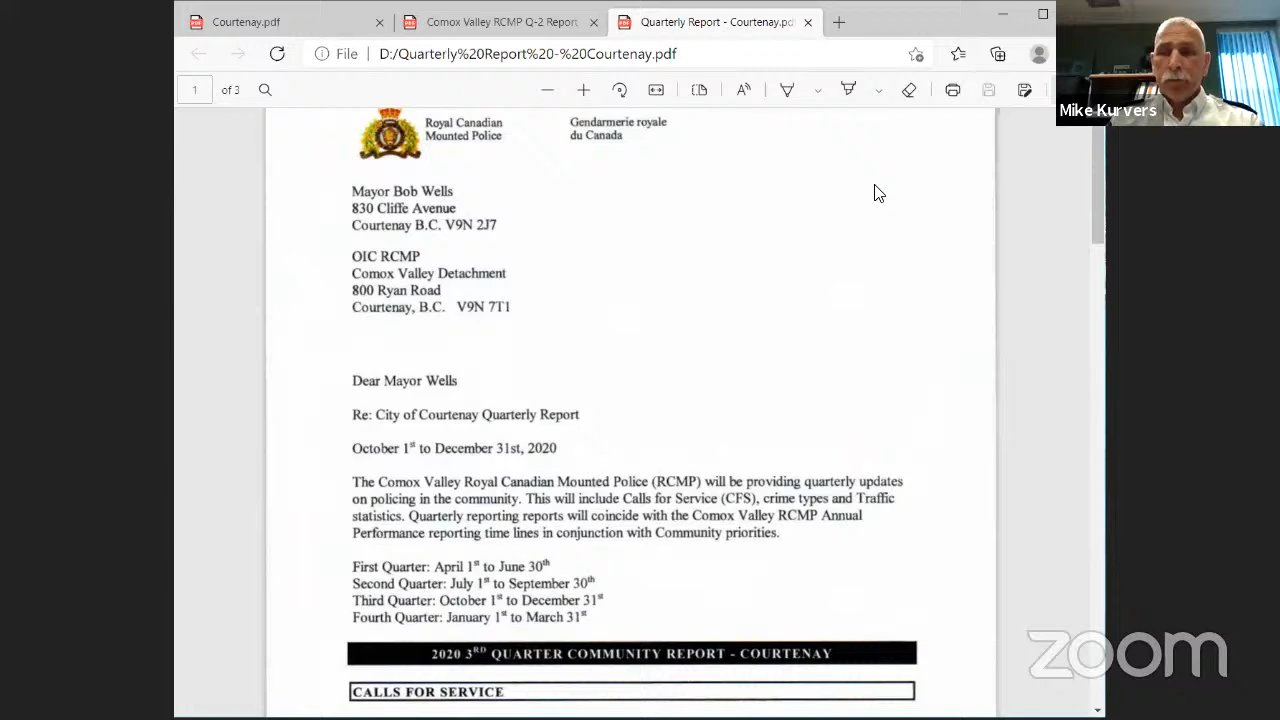 Courtenay.pdf
Comox Valley RCMP Q-2 Report
Quarterly Report - Courtenay.pd
File D:/Quarterly%20Report%20-%20Courtenay.pdf
1 of 3
Mike Kurvers
Royal Canadian Mounted Police
Gendarmerie royale du Canada
Mayor Bob Wells
830 Cliffe Avenue
Courtenay B.C. V9N 2J7
OIC RCMP
Comox Valley Detachment
800 Ryan Road
Courtenay, B.C. V9N 7T1
Dear Mayor Wells
Re: City of Courtenay Quarterly Report
October 1st to December 31st, 2020
The Comox Valley Royal Canadian Mounted Police (RCMP) will be providing quarterly updates
on policing in the community. This will include Calls for Service (CFS), crime types and Traffic
statistics. Quarterly reporting reports will coincide with the Comox Valley RCMP Annual
Performance reporting time lines in conjunction with Community priorities.
First Quarter: April 1st to June 30th
Second Quarter: July 1st to September 30th
Third Quarter: October 1st to December 31st
Fourth Quarter: January 1st to March 31st
2020 3RD QUARTER COMMUNITY REPORT - COURTENAY
CALLS FOR SERVICE
zoom